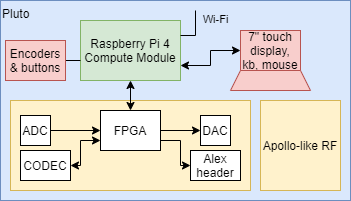 Pluto
Wi-Fi
Raspberry Pi 4
Compute Module
Encoders
& buttons
7" touch
display,
kb, mouse
ADC
FPGA
DAC
CODEC
Alex
header
Apollo-like RF